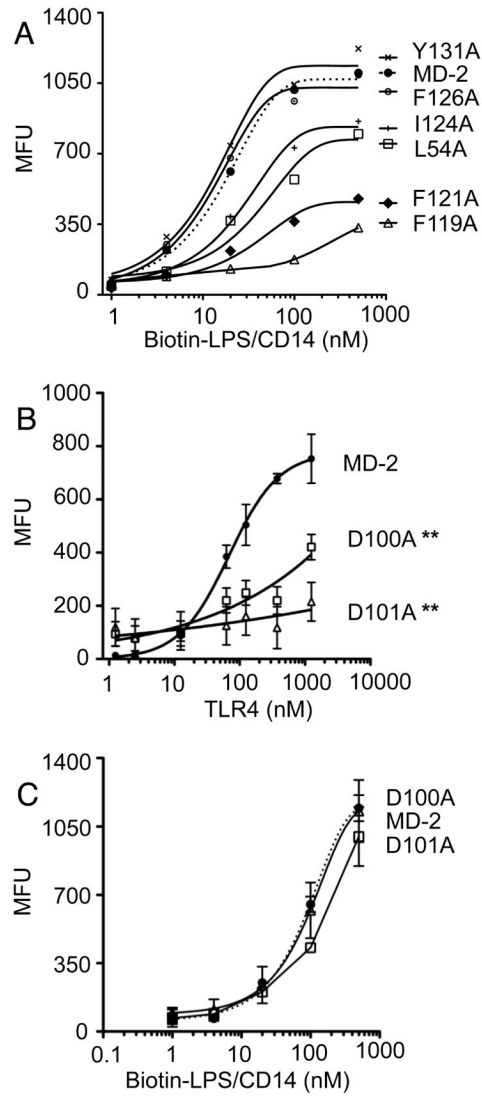 A
1400
1050
700
350
0
MFU
1 10 100 1000
Biotin-LPS/CD14 (nM)
Y131A
MD-2
F126A
I124A
L54A
F121A
F119A
B
1000
800
600
400
200
0
MFU
1 10 100 1000 10000
TLR4 (nM)
MD-2
D100A **
D101A **
C
1400
1050
700
350
0
MFU
0.1 1 10 100 1000
Biotin-LPS/CD14 (nM)
D100A
MD-2
D101A